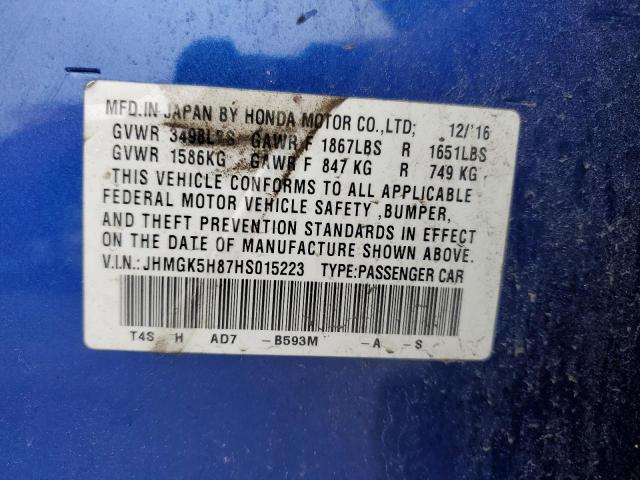 MFD.IN JAPAN BY HONDA MOTOR CO.,LTD; 12/'16
GVWR 3498LBS GAWR F 1867LBS R 1651LBS
GVWR 1586KG GAWR F 847 KG R 749 KG
THIS VEHICLE CONFORMS TO ALL APPLICABLE
FEDERAL MOTOR VEHICLE SAFETY ,BUMPER,
AND THEFT PREVENTION STANDARDS IN EFFECT
ON THE DATE OF MANUFACTURE SHOWN ABOVE.
V.I.N.: JHMGK5H87HS015223 TYPE:PASSENGER CAR
T4S H AD7 -B593M -A -S